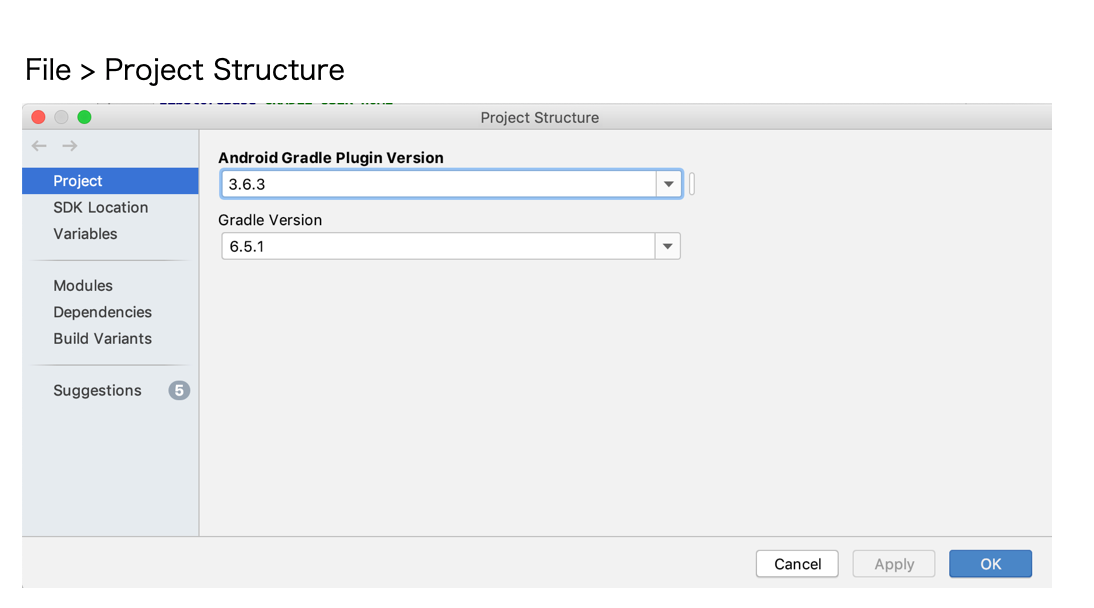 File > Project Structure
Project Structure
Project
SDK Location
Variables
Modules
Dependencies
Build Variants
Suggestions 5
Android Gradle Plugin Version
3.6.3
Gradle Version
6.5.1
Cancel Apply OK